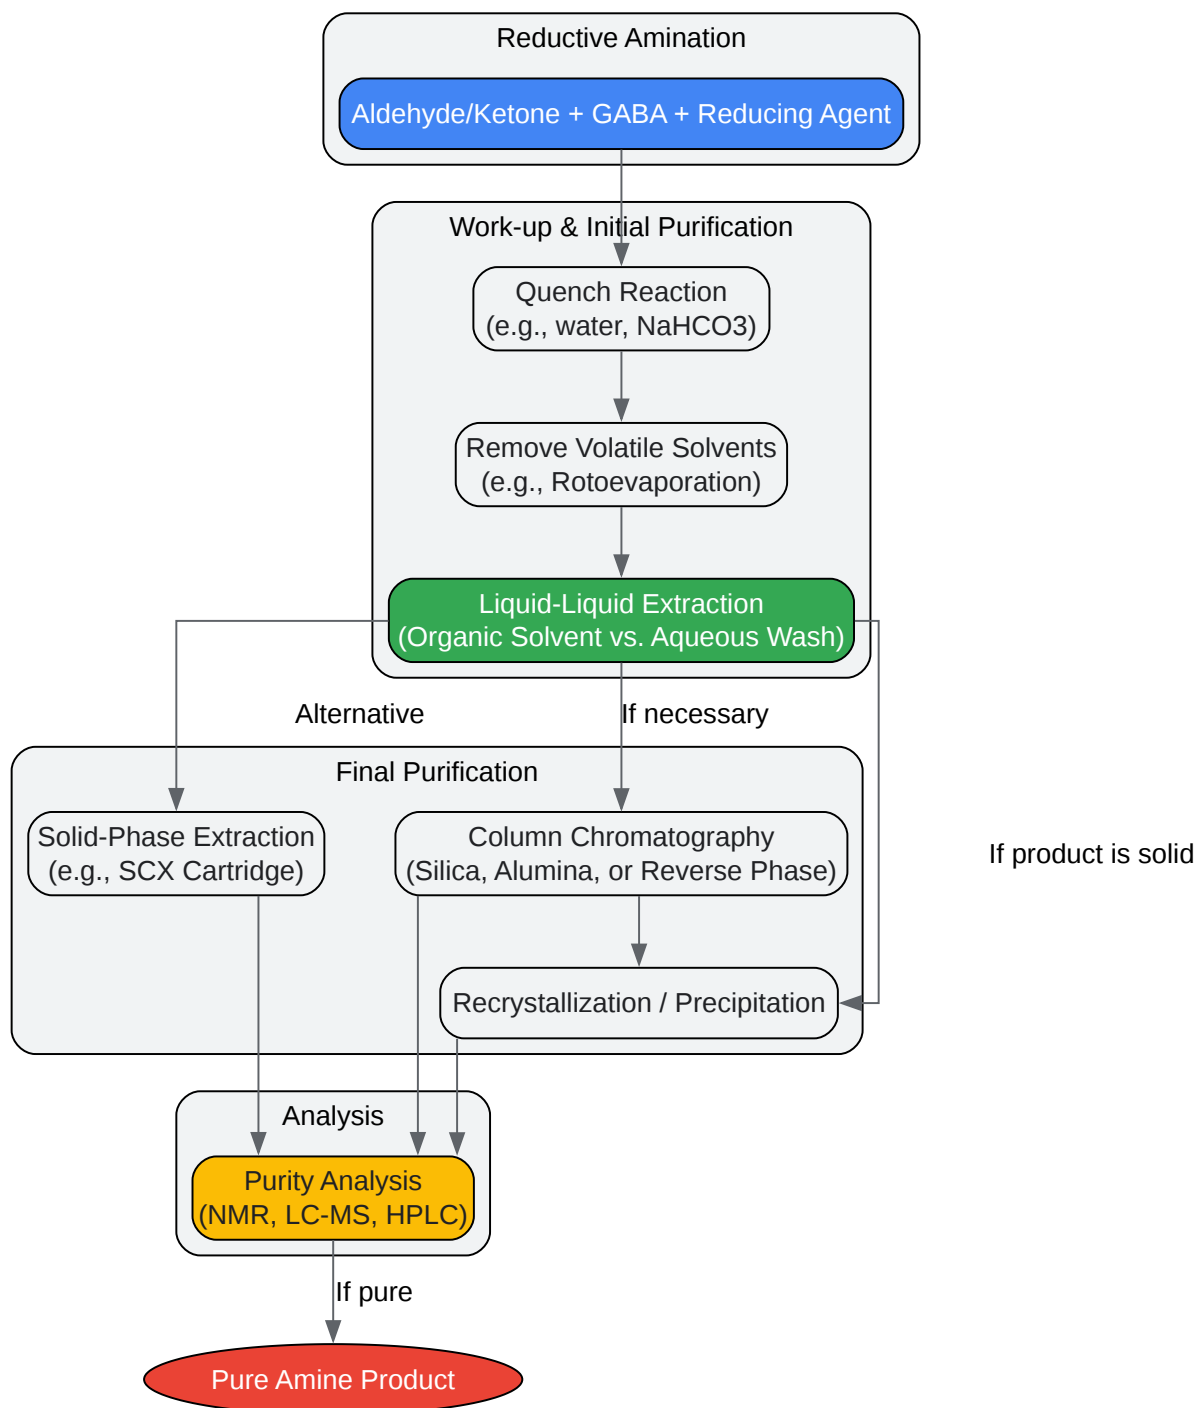 Reductive Amination
Aldehyde/Ketone + GABA + Reducing Agent
Work-up & Initial Purification
Quench Reaction
(e.g., water, NaHCO3)
Remove Volatile Solvents
(e.g., Rotoevaporation)
Liquid-Liquid Extraction
(Organic Solvent vs. Aqueous Wash)
Alternative
If necessary
Final Purification
Solid-Phase Extraction
(e.g., SCX Cartridge)
Column Chromatography
(Silica, Alumina, or Reverse Phase)
If product is solid
Recrystallization / Precipitation
Analysis
Purity Analysis
(NMR, LC-MS, HPLC)
If pure
Pure Amine Product